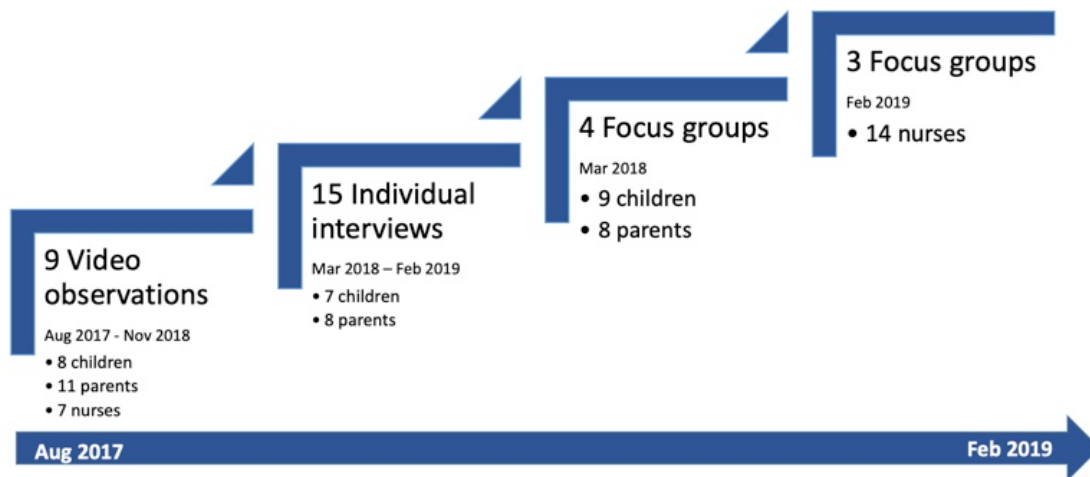 9 Video
observations
Aug 2017 - Nov 2018
• 8 children
• 11 parents
• 7 nurses
15 Individual
interviews
Mar 2018 – Feb 2019
• 7 children
• 8 parents
4 Focus groups
Mar 2018
• 9 children
• 8 parents
3 Focus groups
Feb 2019
• 14 nurses
Aug 2017
Feb 2019